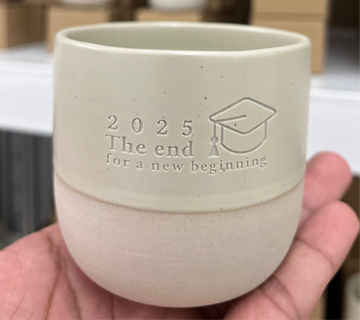 2025
The end
for a new beginning